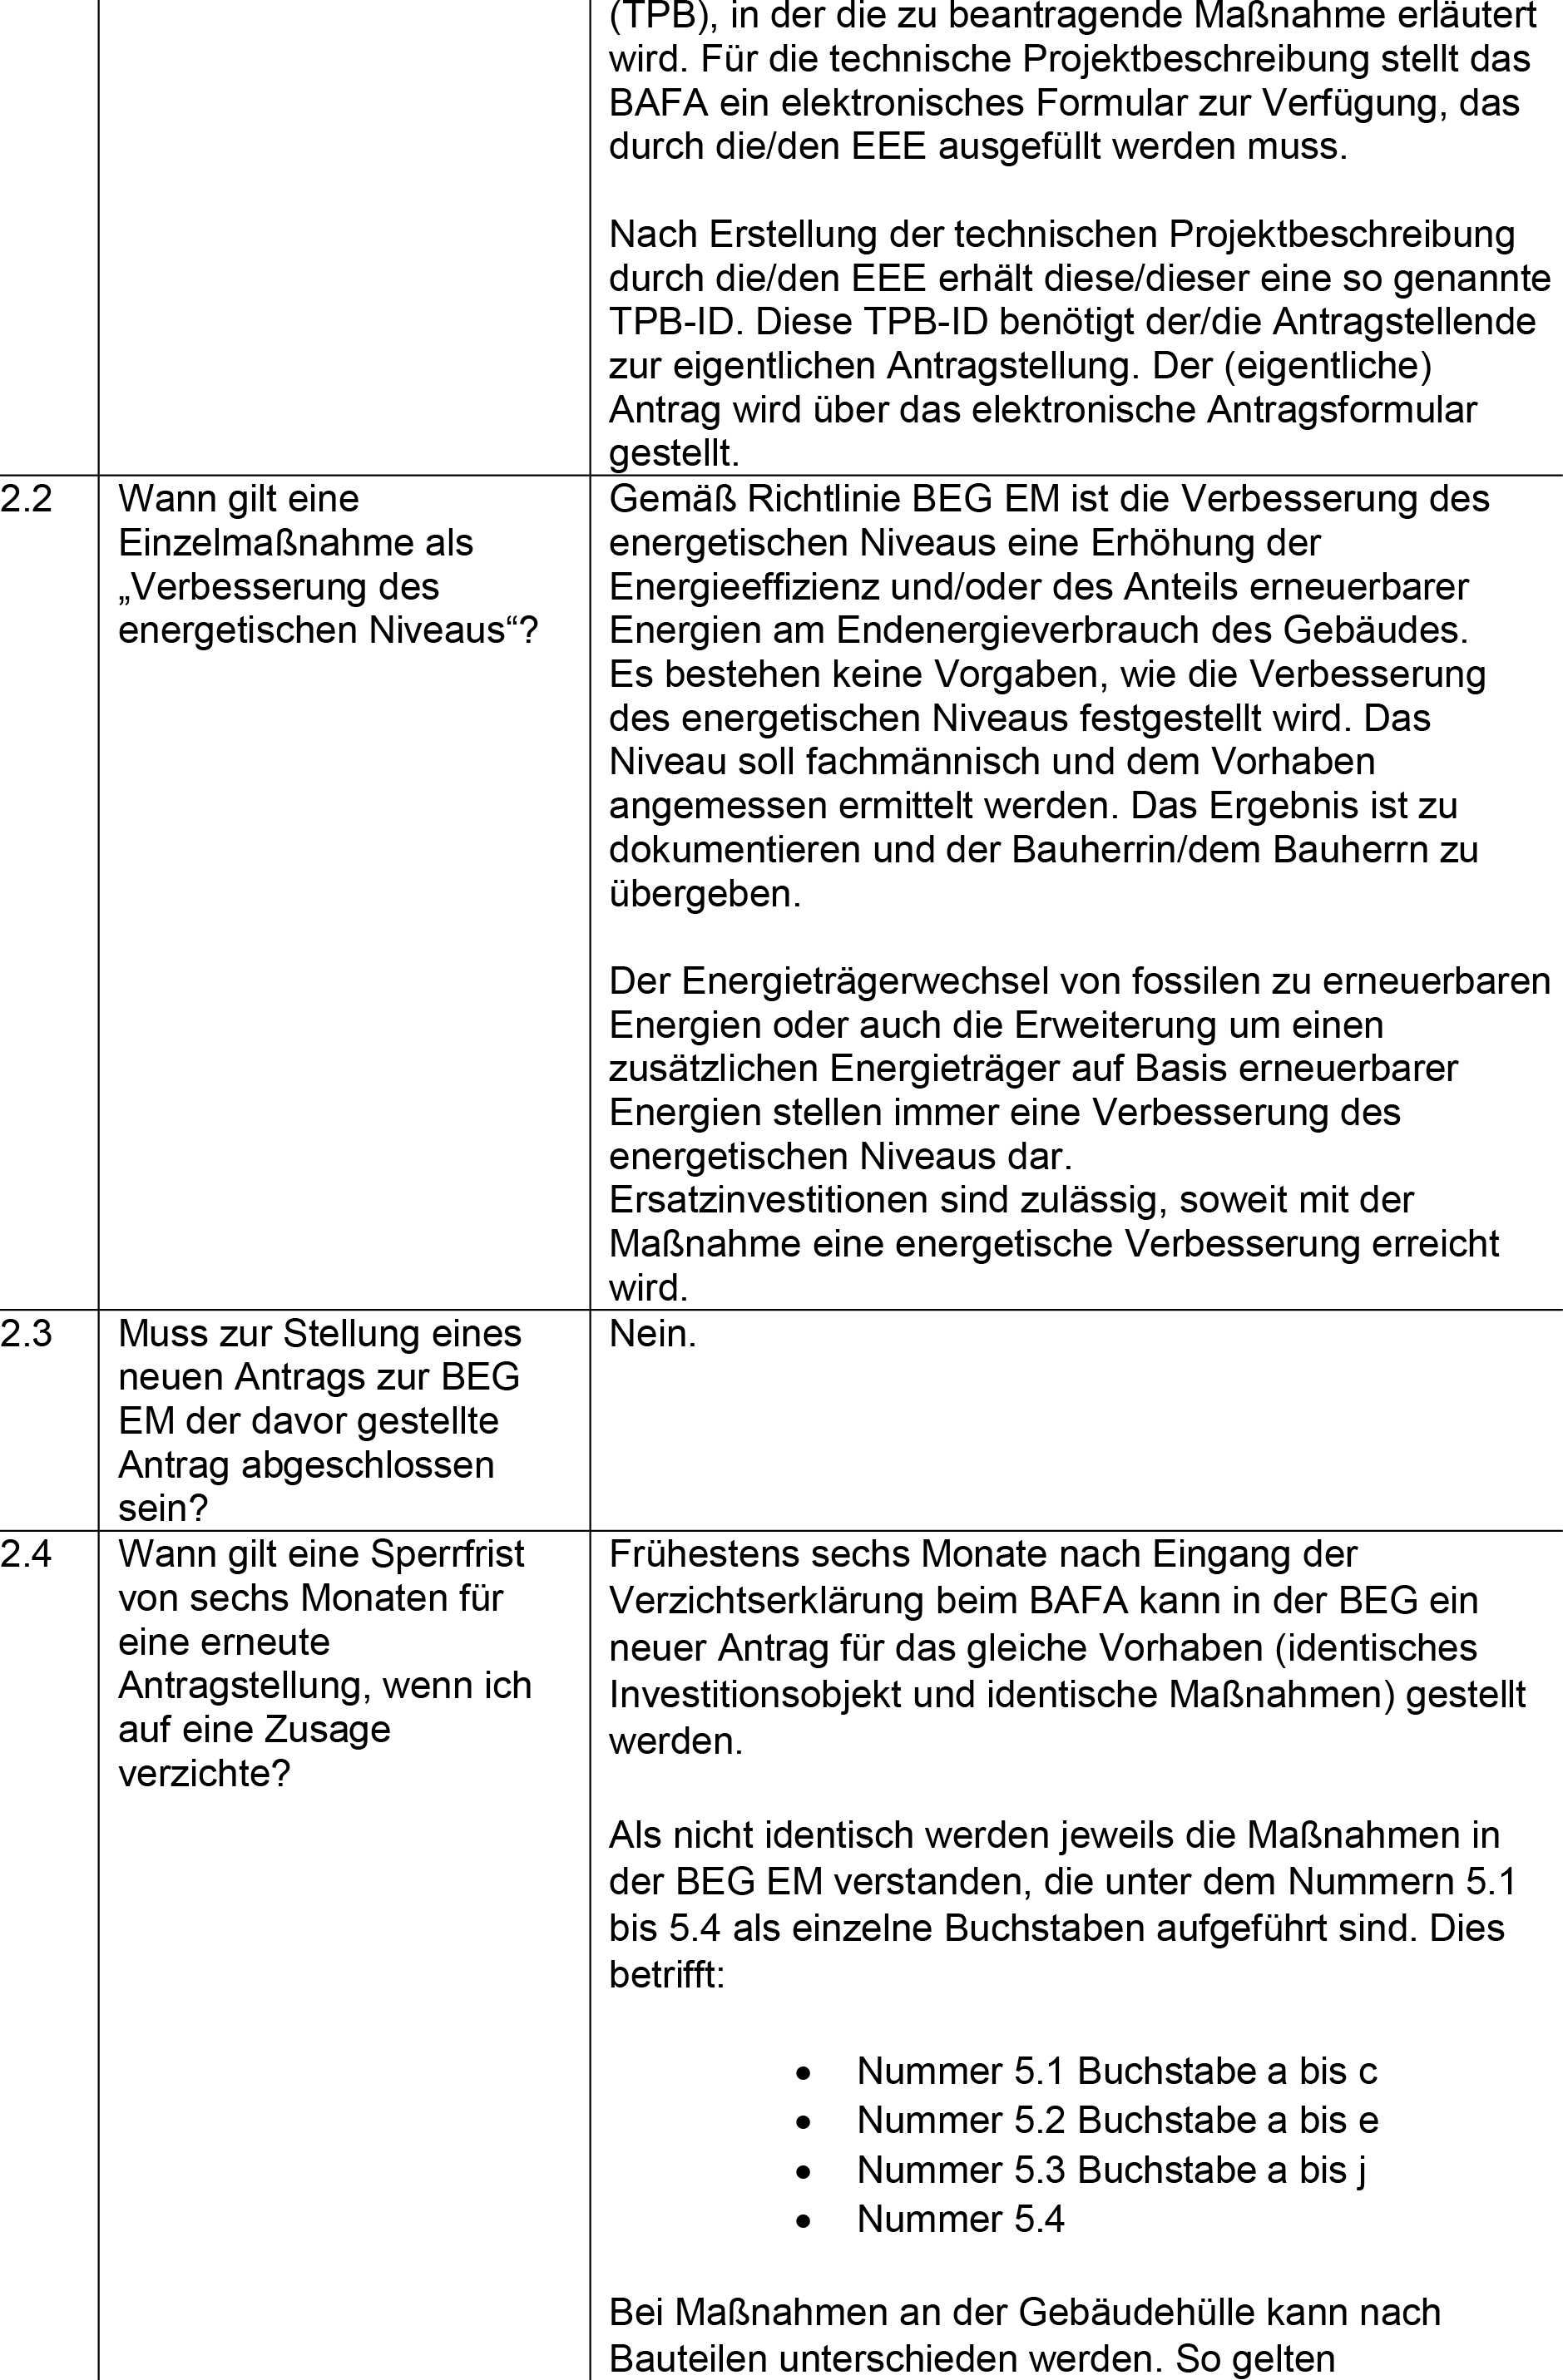 (TPB), in der die zu beantragende Maßnahme erläutert
wird. Für die technische Projektbeschreibung stellt das
BAFA ein elektronisches Formular zur Verfügung, das
durch die/den EEE ausgefüllt werden muss.
Nach Erstellung der technischen Projektbeschreibung
durch die/den EEE erhält diese/dieser eine so genannte
TPB-ID. Diese TPB-ID benötigt der/die Antragstellende
zur eigentlichen Antragstellung. Der (eigentliche)
Antrag wird über das elektronische Antragsformular
gestellt.
2.2
Wann gilt eine
Einzelmaßnahme als
„Verbesserung des
energetischen Niveaus“?
Gemäß Richtlinie BEG EM ist die Verbesserung des
energetischen Niveaus eine Erhöhung der
Energieeffizienz und/oder des Anteils erneuerbarer
Energien am Endenergieverbrauch des Gebäudes.
Es bestehen keine Vorgaben, wie die Verbesserung
des energetischen Niveaus festgestellt wird. Das
Niveau soll fachmännisch und dem Vorhaben
angemessen ermittelt werden. Das Ergebnis ist zu
dokumentieren und der Bauherrin/dem Bauherrn zu
übergeben.
Der Energieträgerwechsel von fossilen zu erneuerbaren
Energien oder auch die Erweiterung um einen
zusätzlichen Energieträger auf Basis erneuerbarer
Energien stellen immer eine Verbesserung des
energetischen Niveaus dar.
Ersatzinvestitionen sind zulässig, soweit mit der
Maßnahme eine energetische Verbesserung erreicht
wird.
2.3
Muss zur Stellung eines
neuen Antrags zur BEG
EM der davor gestellte
Antrag abgeschlossen
sein?
Nein.
2.4
Wann gilt eine Sperrfrist
von sechs Monaten für
eine erneute
Antragstellung, wenn ich
auf eine Zusage
verzichte?
Frühestens sechs Monate nach Eingang der
Verzichtserklärung beim BAFA kann in der BEG ein
neuer Antrag für das gleiche Vorhaben (identisches
Investitionsobjekt und identische Maßnahmen) gestellt
werden.
Als nicht identisch werden jeweils die Maßnahmen in
der BEG EM verstanden, die unter dem Nummern 5.1
bis 5.4 als einzelne Buchstaben aufgeführt sind. Dies
betrifft:
• Nummer 5.1 Buchstabe a bis c
• Nummer 5.2 Buchstabe a bis e
• Nummer 5.3 Buchstabe a bis j
• Nummer 5.4
Bei Maßnahmen an der Gebäudehülle kann nach
Bauteilen unterschieden werden. So gelten